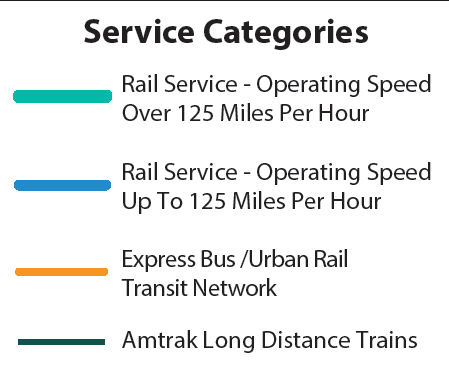 Service Categories
Rail Service - Operating Speed
Over 125 Miles Per Hour
Rail Service - Operating Speed
Up To 125 Miles Per Hour
Express Bus /Urban Rail
Transit Network
Amtrak Long Distance Trains